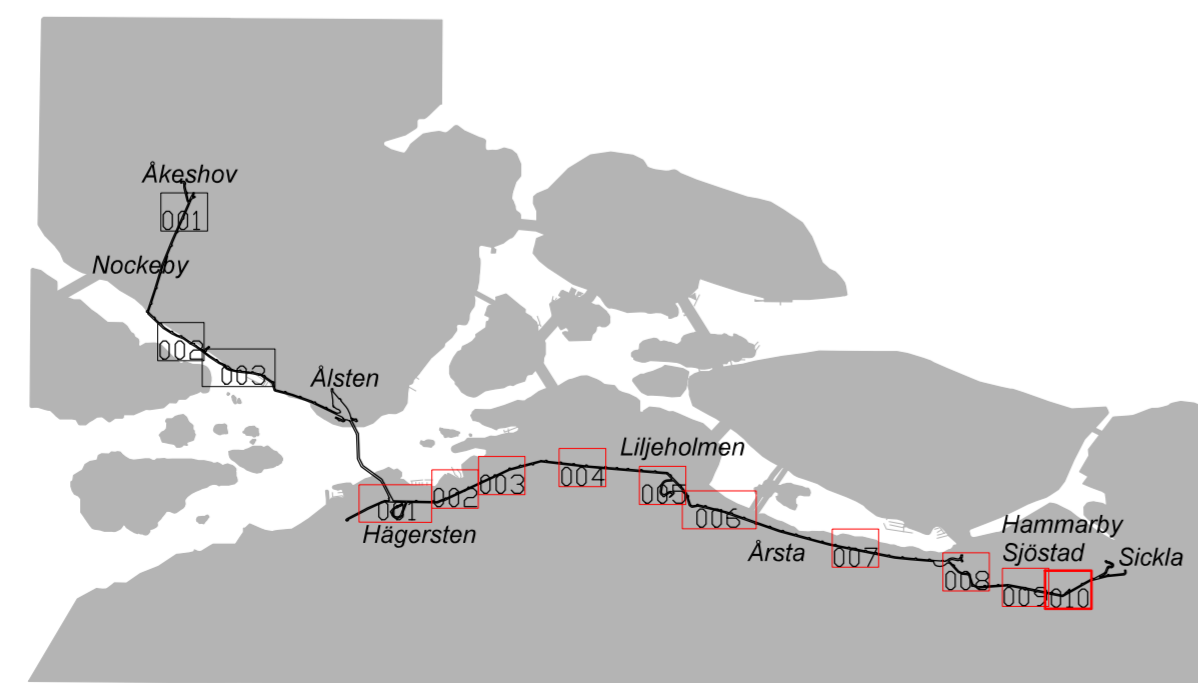 Åkeshov
001
Nockeby
002
003
Ålsten
Liljeholmen
001
002
003
004
005
006
Hägersten
Årsta
007
008
Hammarby
Sjöstad
Sickla
009
010